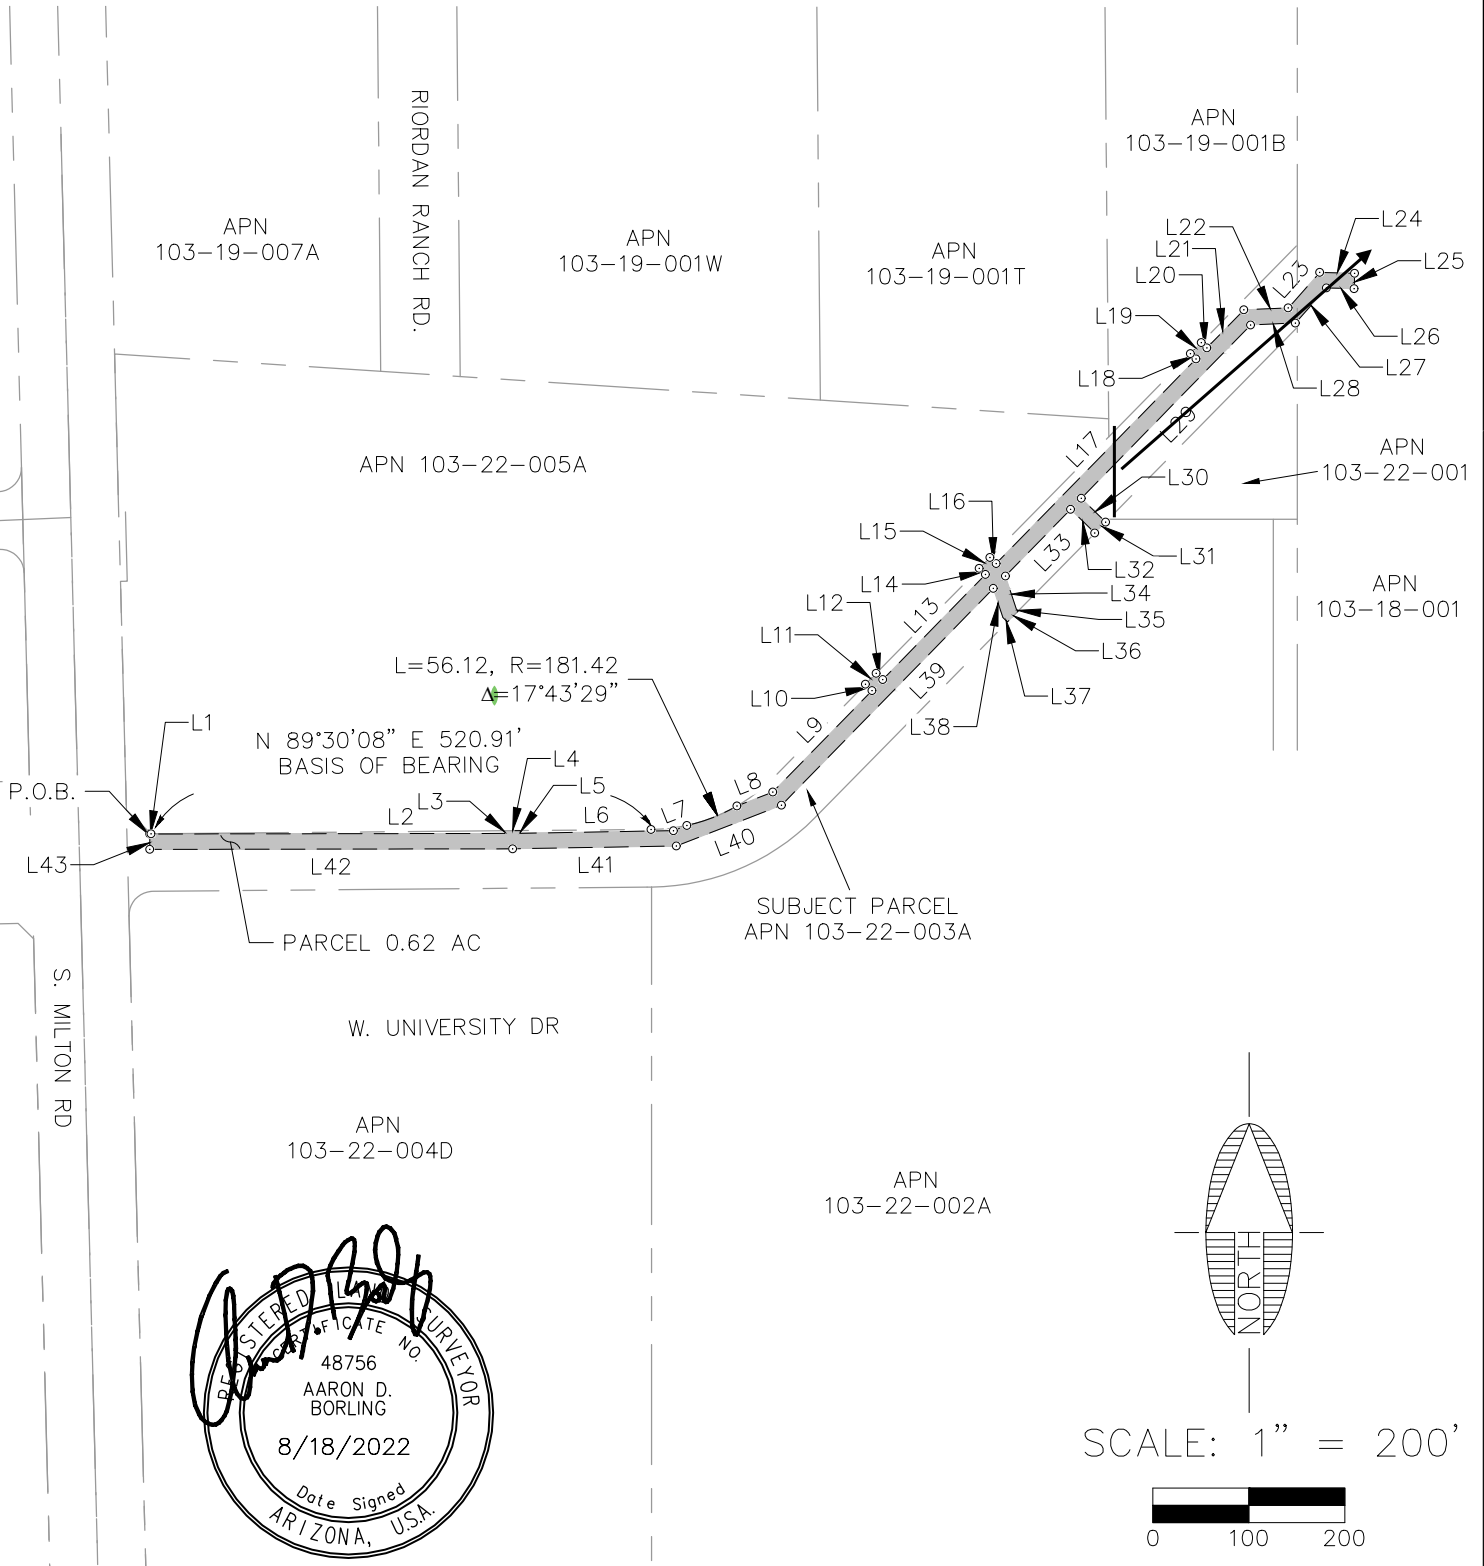 APN
103-19-001B
RIORDAN RANCH RD.
APN
103-19-007A
APN
103-19-001W
APN
103-19-001T
L24
L22
L21
L20
L25
L23
L19
L26
L18
L27
L28
L29
APN 103-22-005A
L17
APN
103-22-001
L30
L16
L15
L31
L33
L32
L14
L34
APN
103-18-001
L12
L13
L35
L11
L36
L=56.12, R=181.42
Δ=17°43'29"
L10
L39
L37
L38
L1
N 89°30'08" E 520.91'
BASIS OF BEARING
L9
L4
L5
P.O.B.
L3
L2
L6
L7
L8
L43
L42
L41
L40
SUBJECT PARCEL
APN 103-22-003A
PARCEL 0.62 AC
S. MILTON RD
W. UNIVERSITY DR
APN
103-22-004D
APN
103-22-002A
NORTH
REGISTERED LAND SURVEYOR
CERTIFICATE NO.
48756
AARON D.
BORLING
8/18/2022
Date Signed
ARIZONA, U.S.A.
SCALE: 1" = 200'
0 100 200